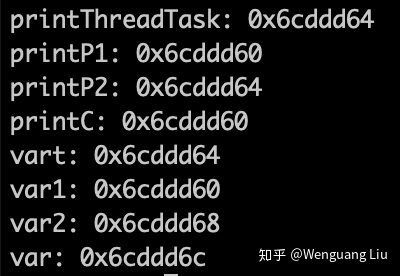 printThreadTask: 0x6cddd64
printP1: 0x6cddd60
printP2: 0x6cddd64
printC: 0x6cddd60
vart: 0x6cddd64
var1: 0x6cddd60
var2: 0x6cddd68
var: 0x6cddd6c
知乎 @Wenguang Liu